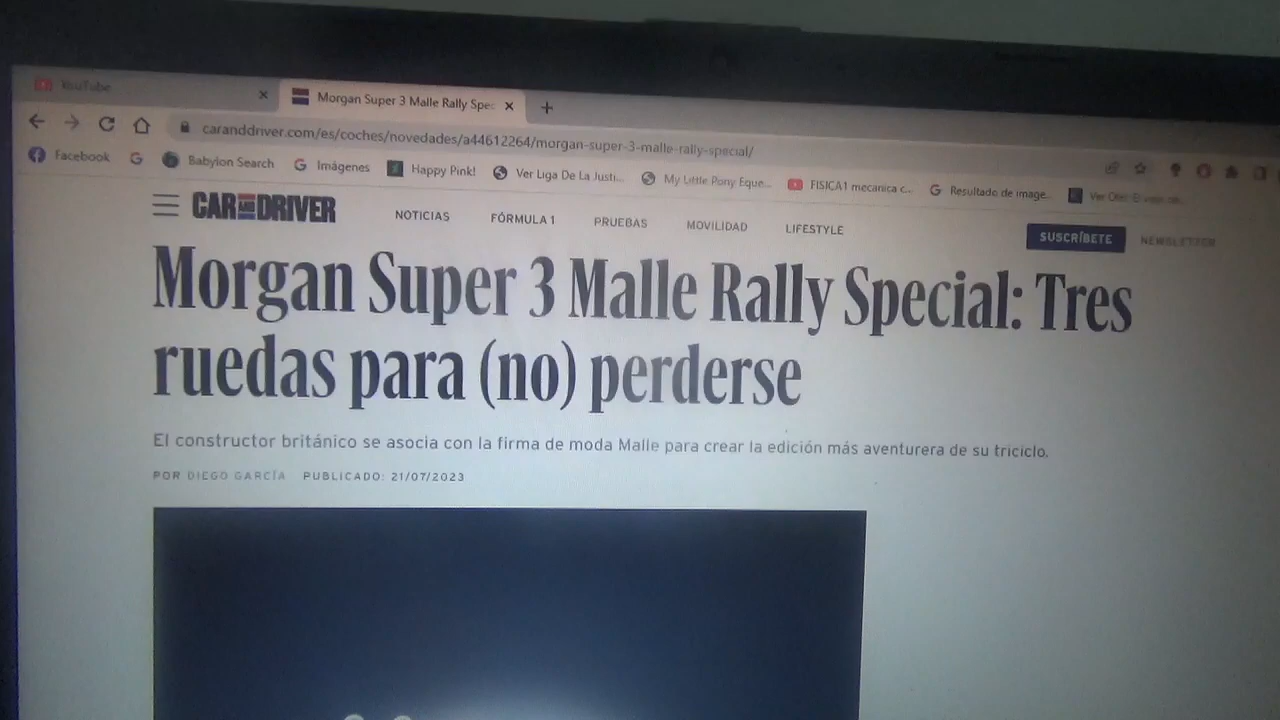 YouTube
Morgan Super 3 Malle Rally Spec
caranddriver.com/es/coches/novedades/a44612264/morgan-super-3-malle-rally-special/
Facebook Babylon Search Imágenes Happy Pink! Ver Liga De La Justi... My Little Pony Eque... FISICA1 mecanica c... Resultado de image...
CAR AND DRIVER NOTICIAS FÓRMULA 1 PRUEBAS MOVILIDAD LIFESTYLE SUSCRÍBETE NEWSLETTER
Morgan Super 3 Malle Rally Special: Tres
ruedas para (no) perderse
El constructor británico se asocia con la firma de moda Malle para crear la edición más aventurera de su triciclo.
POR DIEGO GARCÍA PUBLICADO: 21/07/2023